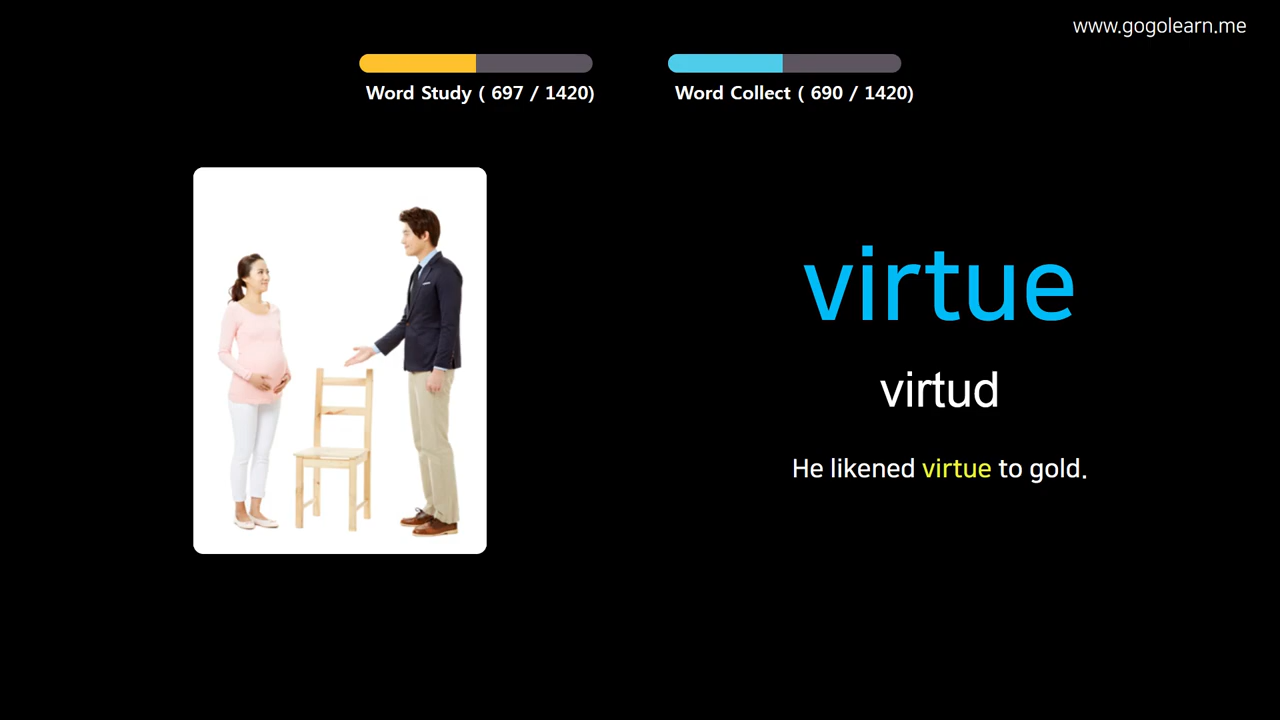 www.gogolearn.me
Word Study ( 697 / 1420)
Word Collect ( 690 / 1420)
virtue
virtud
He likened virtue to gold.